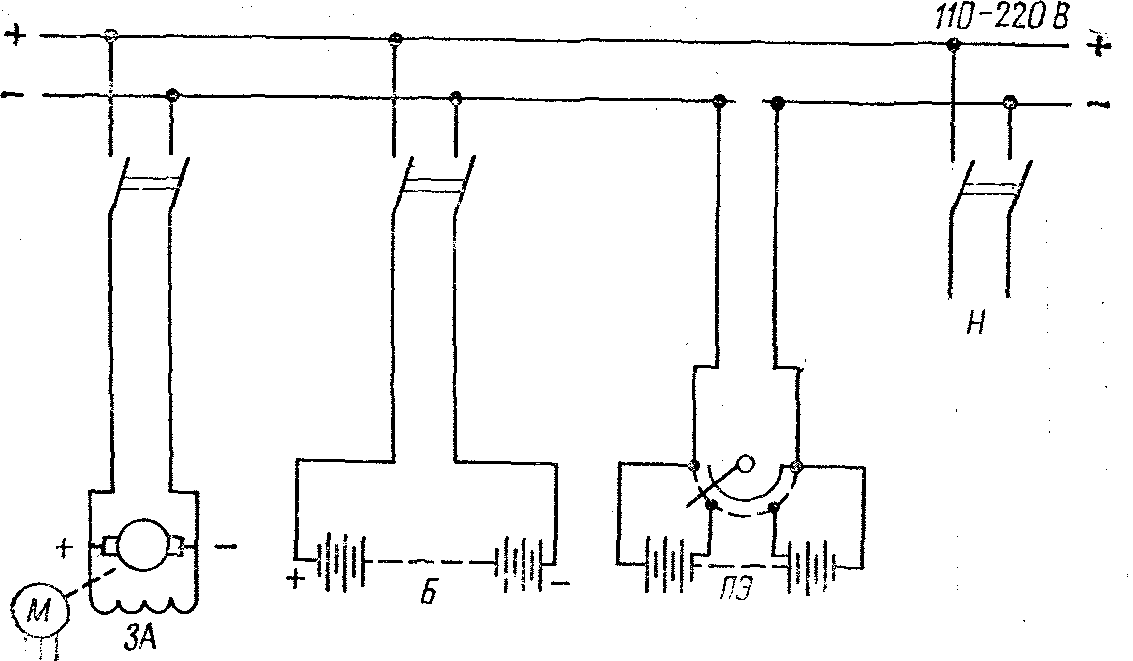 110-220 В
+ +
- -
Н
+ -
+ Б - ПЭ
М
ЗА